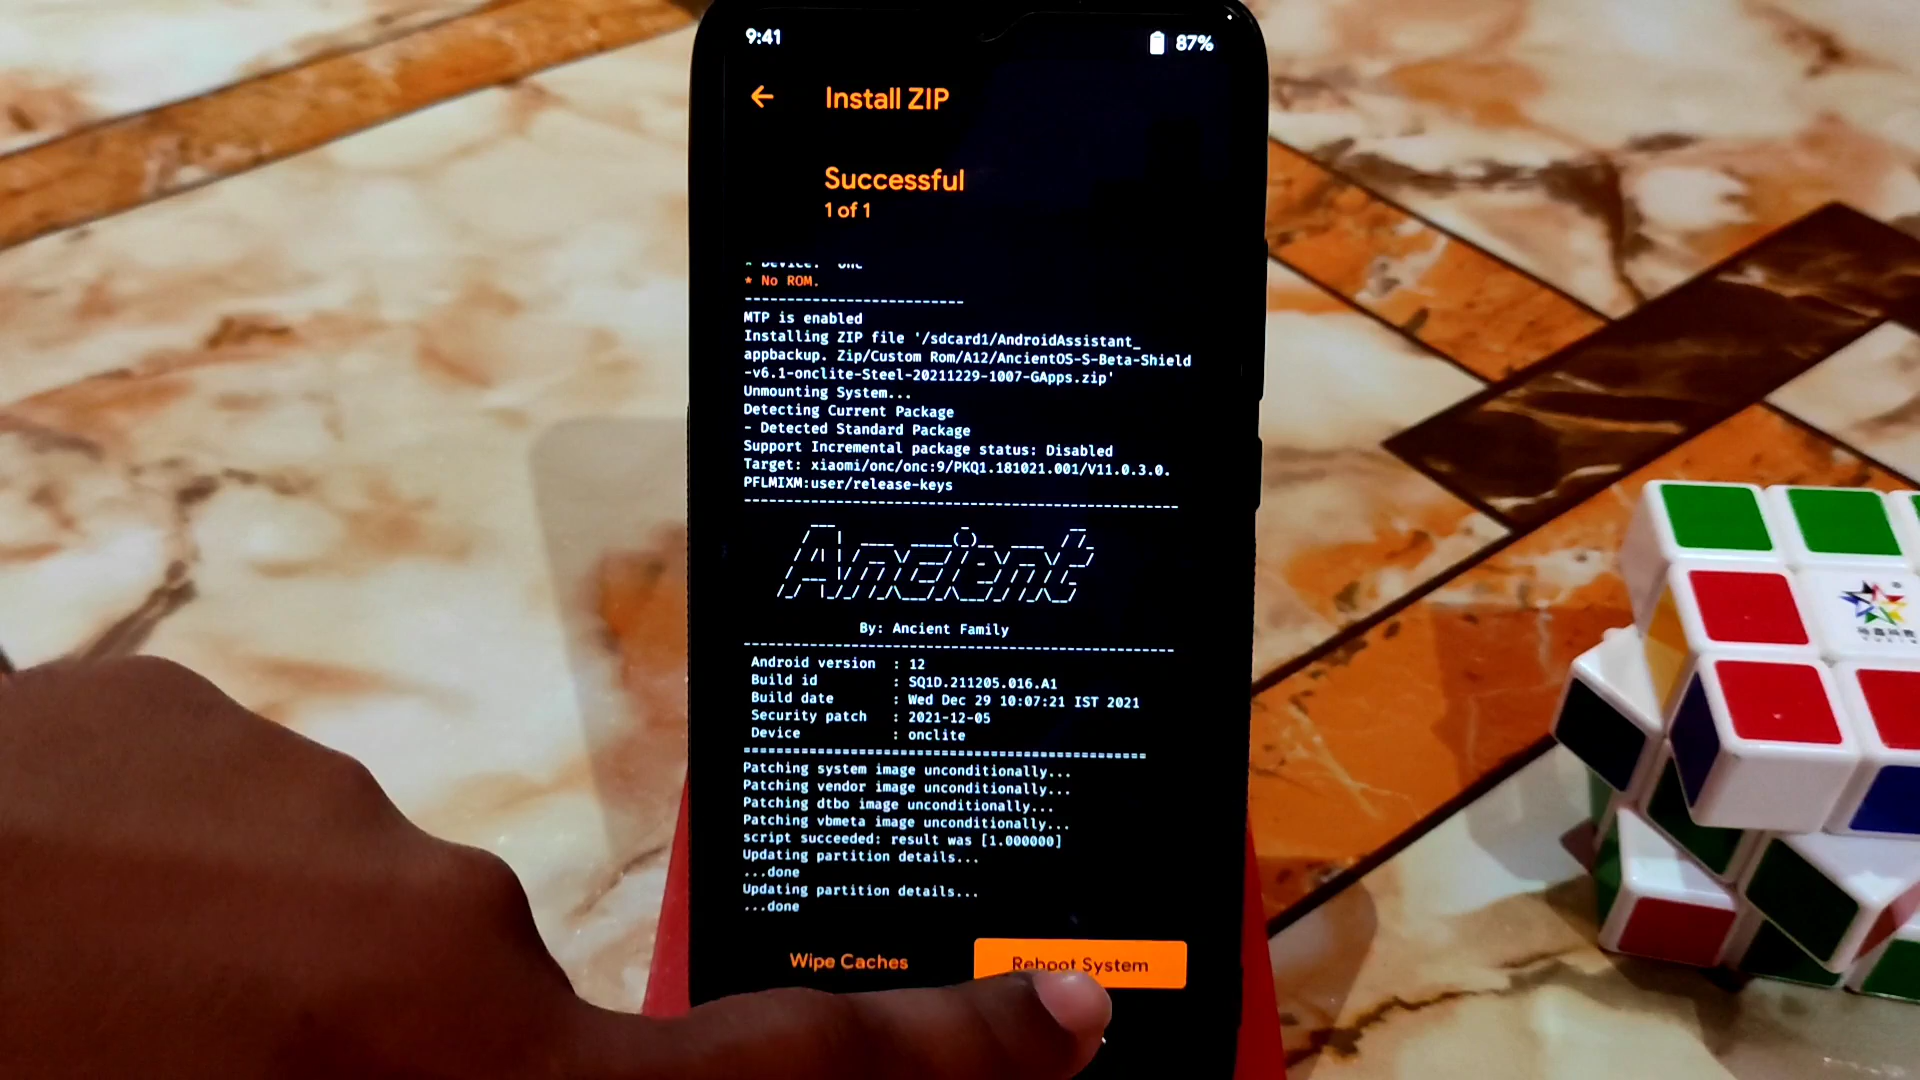 9:41
87%
Install ZIP
Successful
1 of 1
* Device: onc
* No ROM.
MTP is enabled
Installing ZIP file '/sdcard1/AndroidAssistant_
appbackup. Zip/Custom Rom/A12/AncientOS-S-Beta-Shield
-v6.1-onclite-Steel-20211229-1007-GApps.zip'
Unmounting System...
Detecting Current Package
- Detected Standard Package
Support Incremental package status: Disabled
Target: xiaomi/onc/onc:9/PKQ1.181021.001/V11.0.3.0.
PFLMIXM:user/release-keys
Ancient
By: Ancient Family
Android version : 12
Build id : SQ1D.211205.016.A1
Build date : Wed Dec 29 10:07:21 IST 2021
Security patch : 2021-12-05
Device : onclite
Patching system image unconditionally...
Patching vendor image unconditionally...
Patching dtbo image unconditionally...
Patching vbmeta image unconditionally...
script succeeded: result was [1.000000]
Updating partition details...
...done
Updating partition details...
...done
Wipe Caches
Reboot System